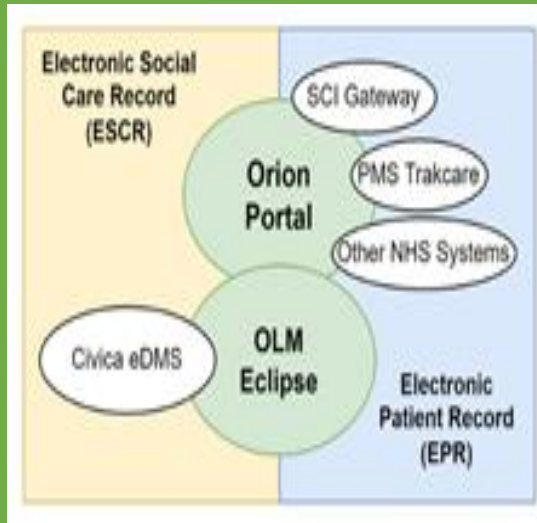 Electronic Social
Care Record
(ESCR)
SCI Gateway
Orion
Portal
PMS Trakcare
Other NHS Systems
Civica eDMS
OLM
Eclipse
Electronic
Patient Record
(EPR)